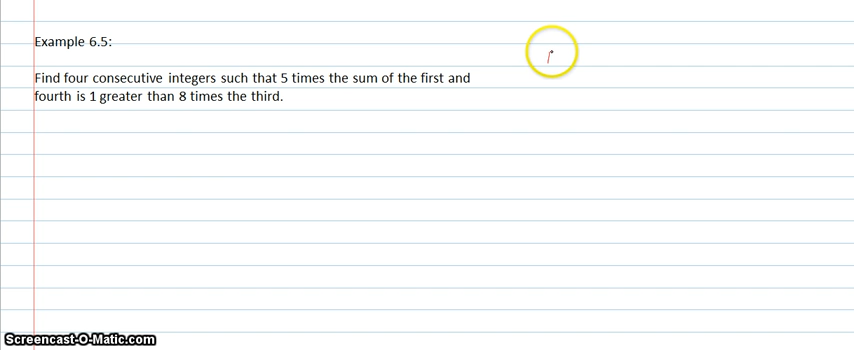 Example 6.5:
Find four consecutive integers such that 5 times the sum of the first and
fourth is 1 greater than 8 times the third.
Screencast-O-Matic.com